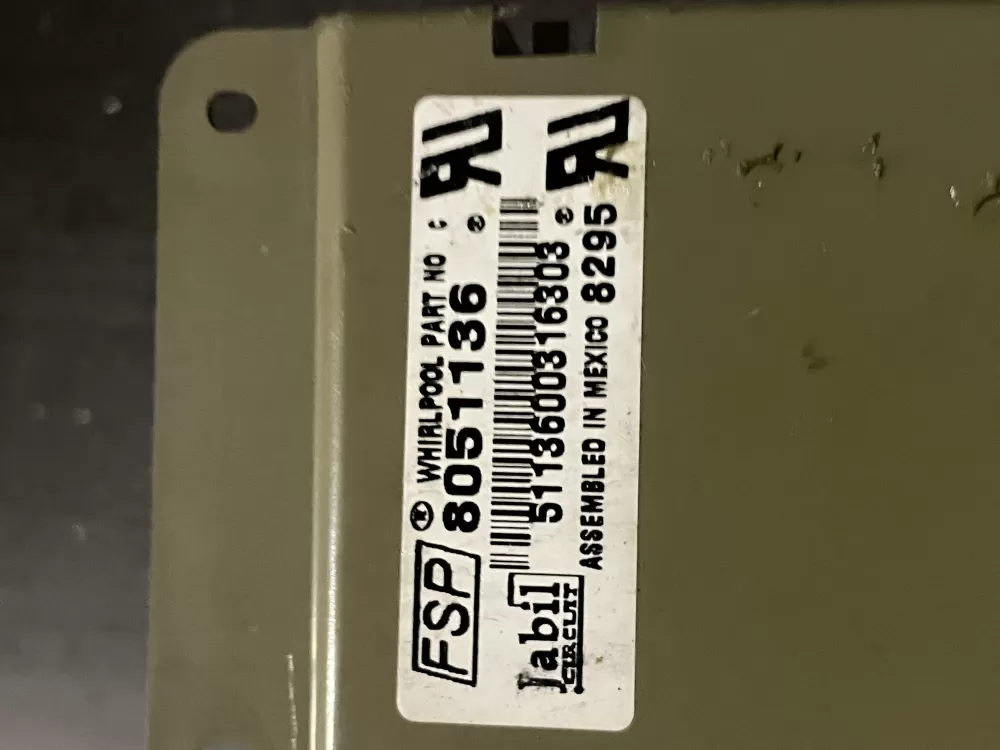 FSP ® WHIRLPOOL PART NO
8051136
5113600316303
Jabil
CIRCUIT
ASSEMBLED IN MEXICO 8295